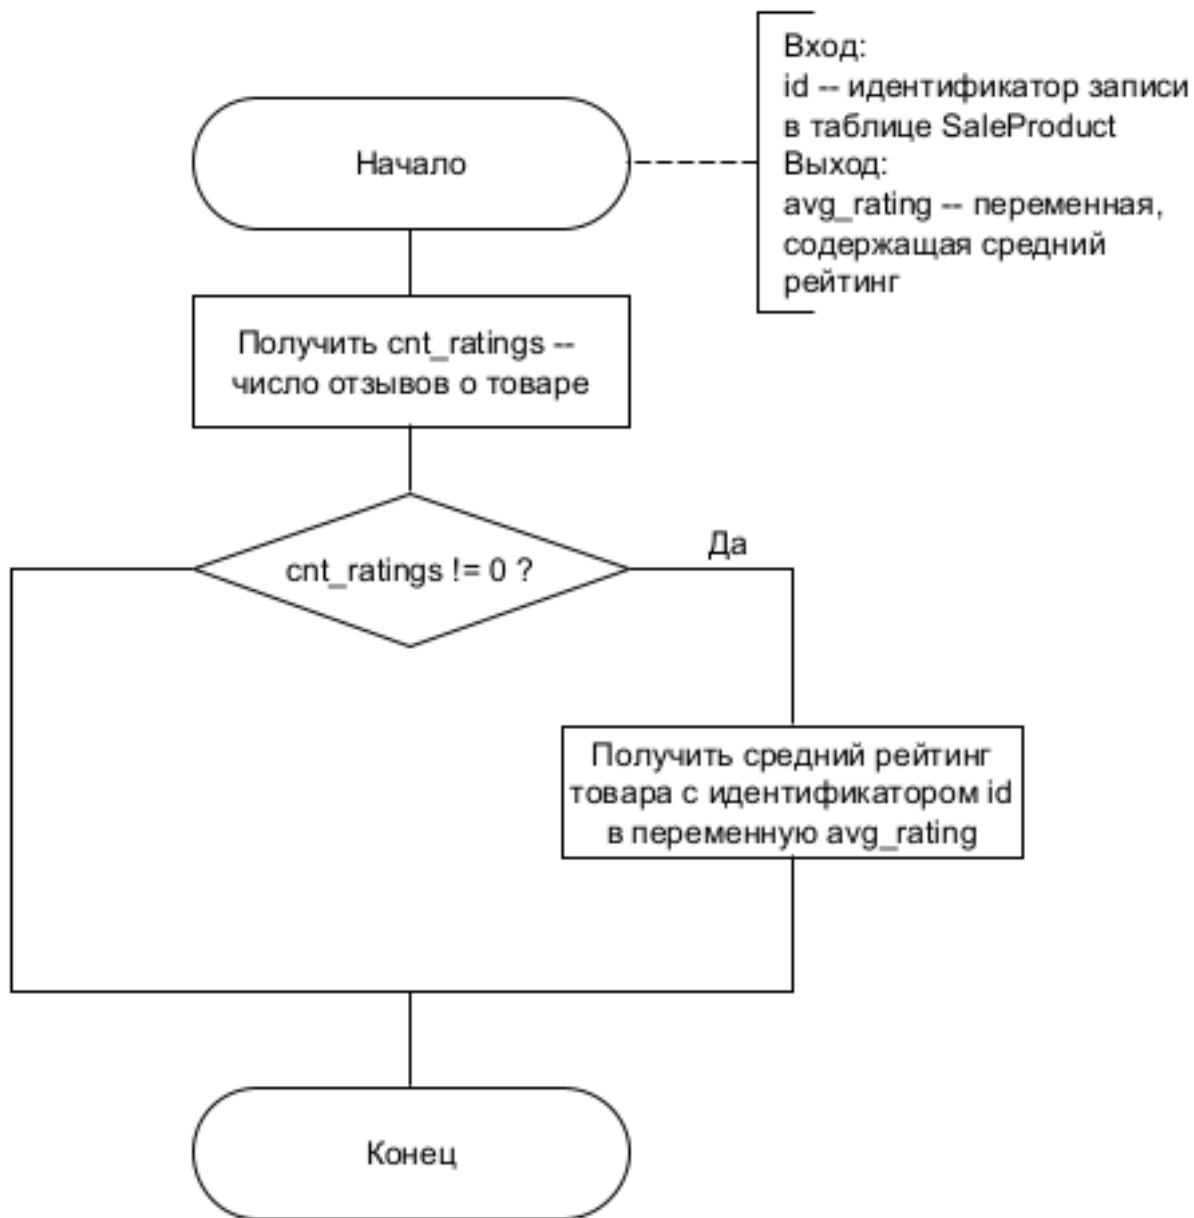 Вход:
id -- идентификатор записи
в таблице SaleProduct
Выход:
avg_rating -- переменная,
содержащая средний
рейтинг
Начало
Получить cnt_ratings --
число отзывов о товаре
cnt_ratings != 0 ?
Да
Получить средний рейтинг
товара с идентификатором id
в переменную avg_rating
Конец